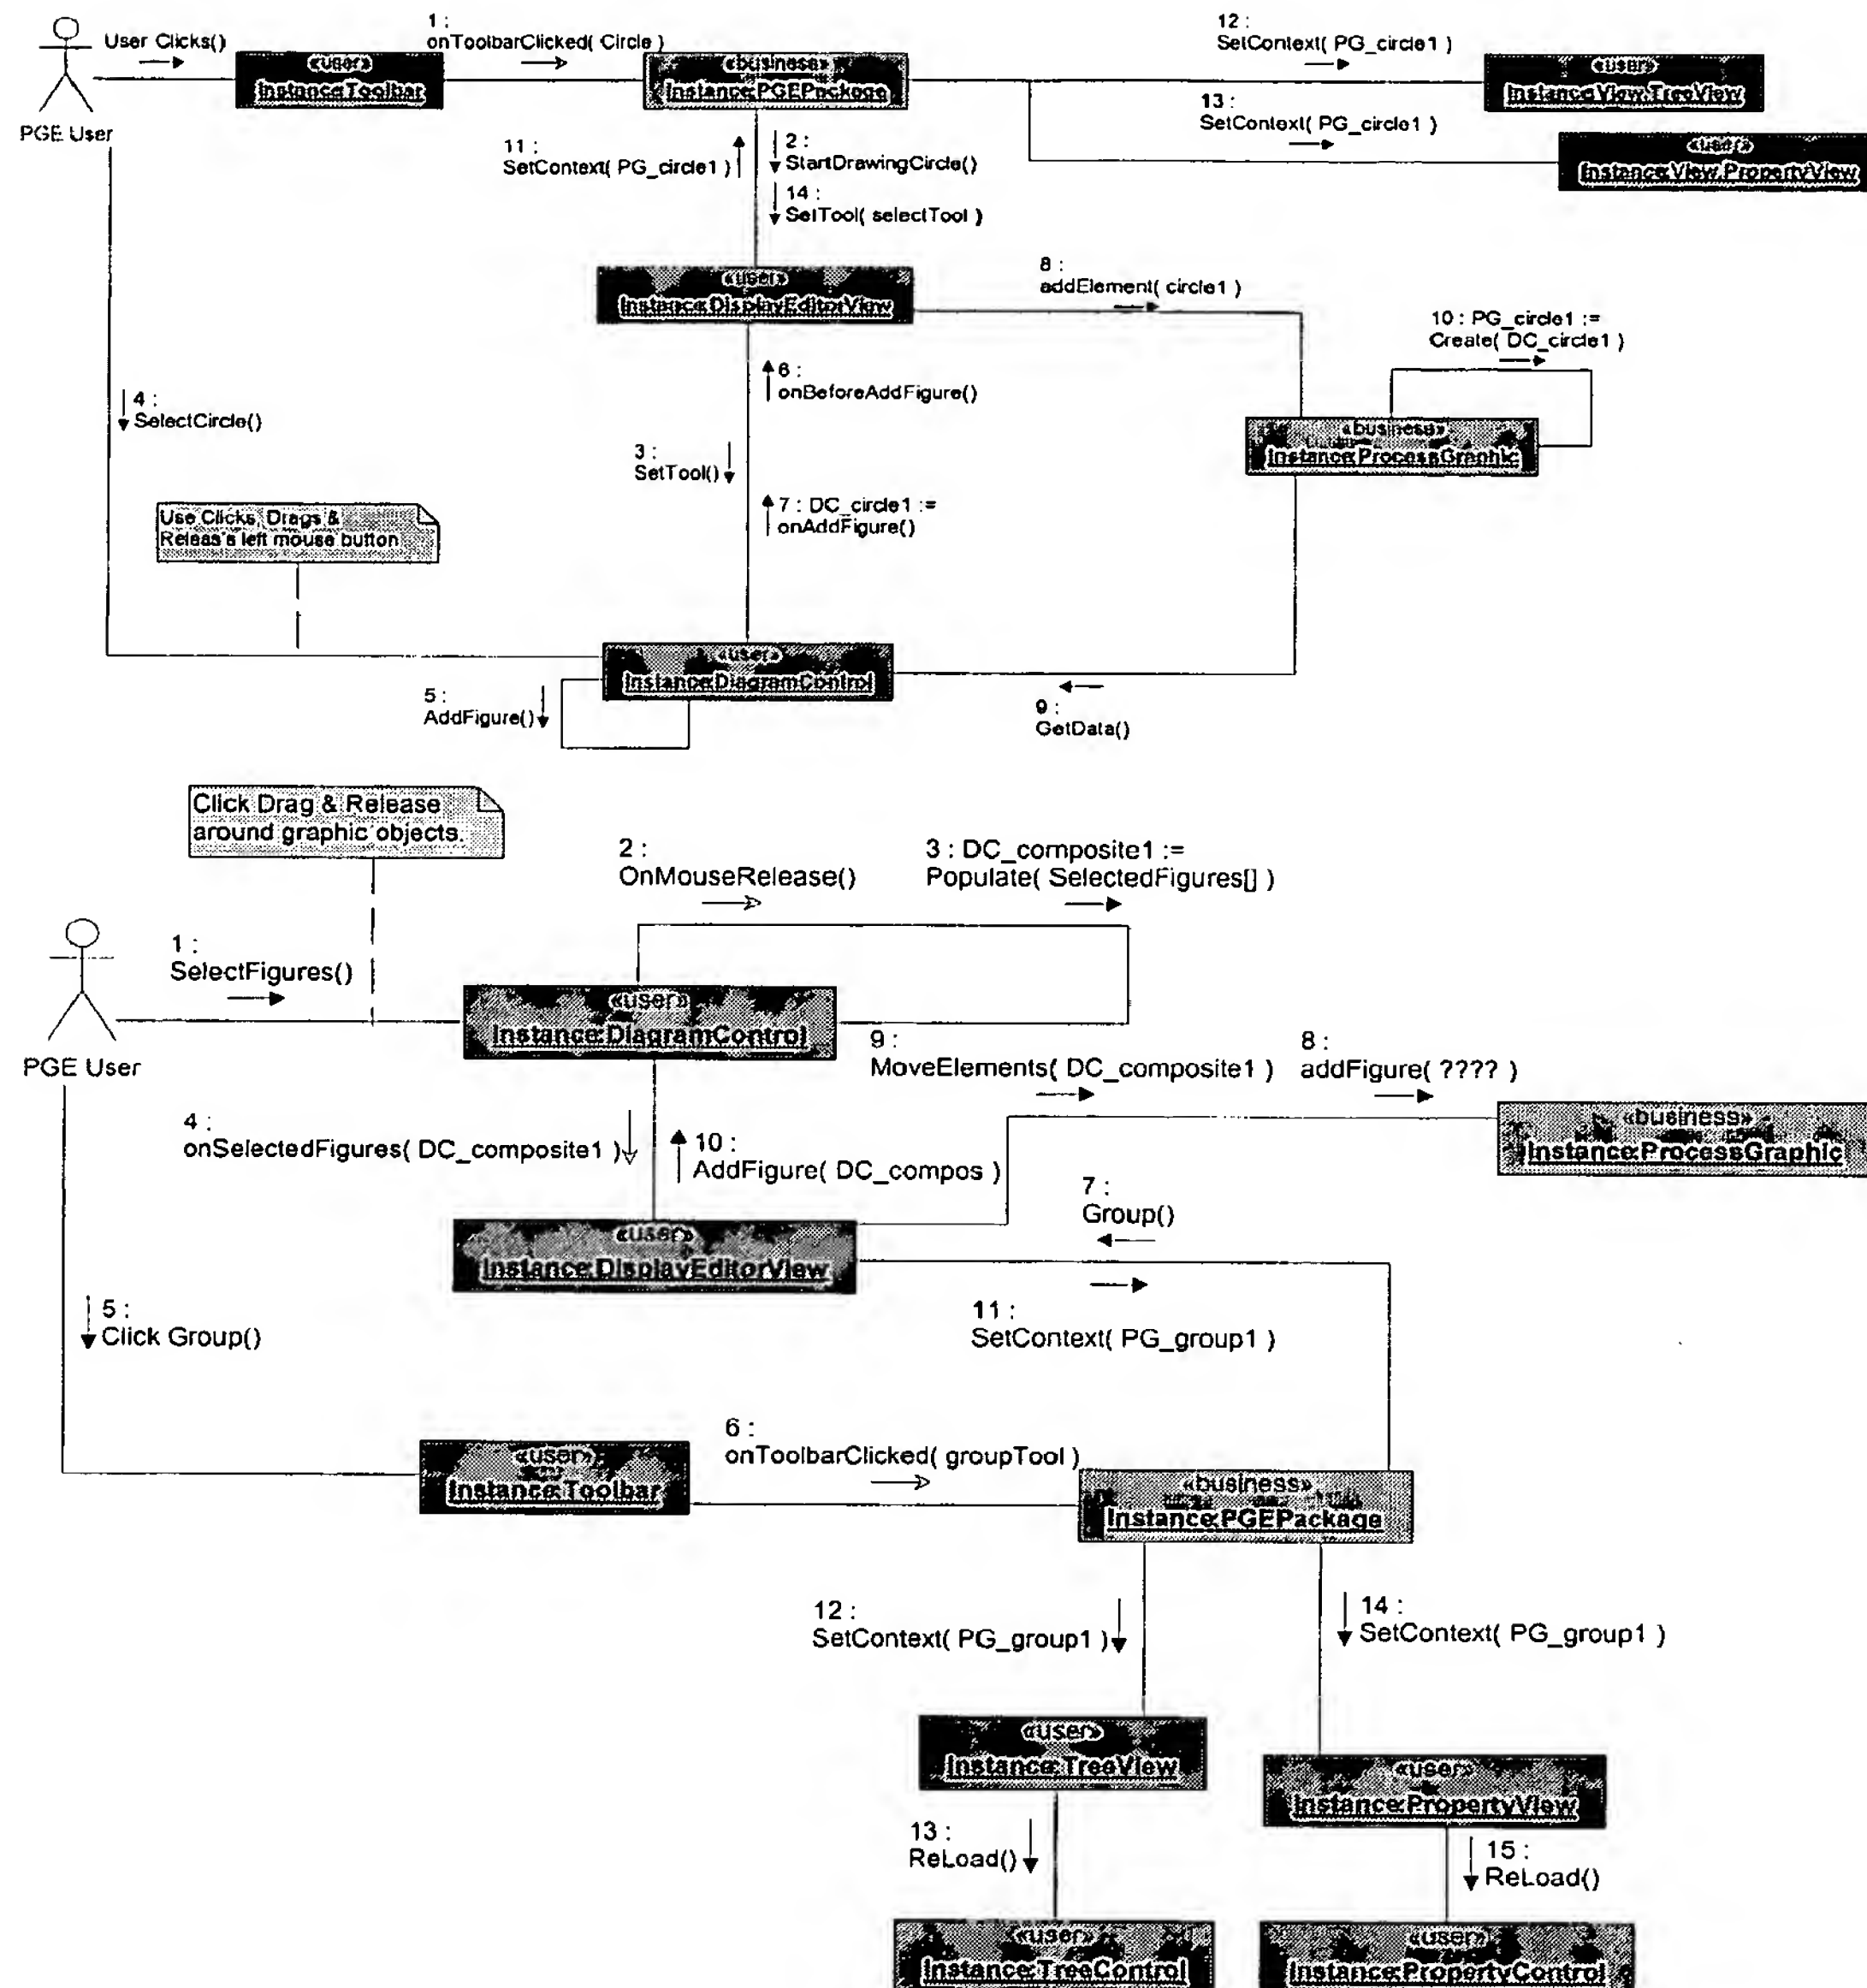 User Clicks()
1 :
onToolbarClicked( Circle )
12 :
SetContext( PG_circle1 )
«user»
Instance:Toolbar
«business»
Instance:PGEPackage
«user»
Instance:View.TreeView
PGE User
13 :
SetContext( PG_circle1 )
«user»
Instance:View.PropertyView
11 :
SetContext( PG_circle1 )
2 :
StartDrawingCircle()
14 :
SetTool( selectTool )
«user»
Instance:DisplayEditorView
8 :
addElement( circle1 )
10 : PG_circle1 :=
Create( DC_circle1 )
6 :
onBeforeAddFigure()
4 :
SelectCircle()
«business»
Instance:ProcessGraphic
3 :
SetTool()
7 : DC_circle1 :=
onAddFigure()
Use Clicks, Drags &
Releas's left mouse button
«user»
Instance:DiagramControl
5 :
AddFigure()
9 :
GetData()
Click Drag & Release
around graphic objects.
2 :
OnMouseRelease()
3 : DC_composite1 :=
Populate( SelectedFigures[] )
1 :
SelectFigures()
«user»
Instance:DiagramControl
PGE User
9 :
MoveElements( DC_composite1 )
8 :
addFigure( ???? )
«business»
Instance:ProcessGraphic
4 :
onSelectedFigures( DC_composite1 )
10 :
AddFigure( DC_compos )
7 :
Group()
«user»
Instance:DisplayEditorView
5 :
Click Group()
11 :
SetContext( PG_group1 )
6 :
onToolbarClicked( groupTool )
«user»
Instance:Toolbar
«business»
Instance:PGEPackage
12 :
SetContext( PG_group1 )
14 :
SetContext( PG_group1 )
«user»
Instance:TreeView
«user»
Instance:PropertyView
13 :
ReLoad()
15 :
ReLoad()
«user»
Instance:TreeControl
«user»
Instance:PropertyControl